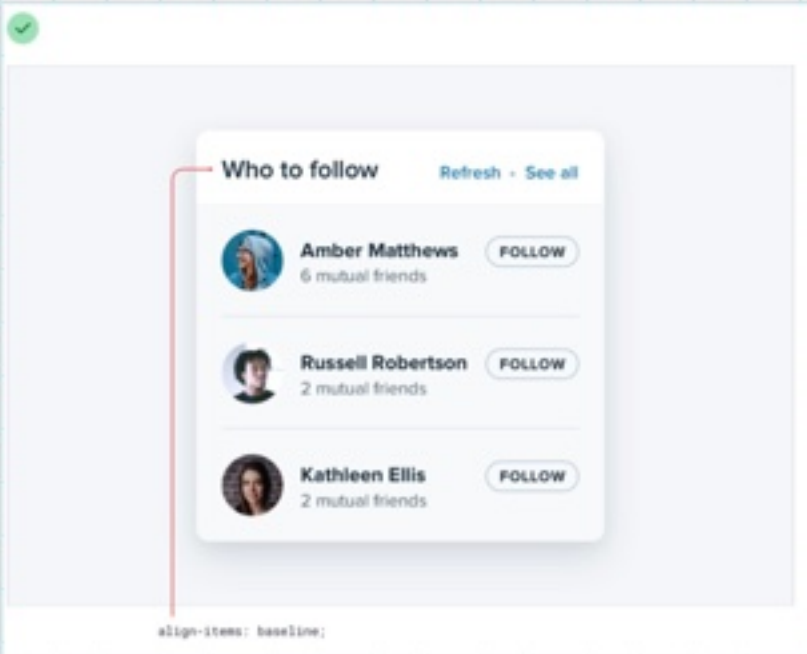 Who to follow
Refresh • See all
Amber Matthews
FOLLOW
6 mutual friends
Russell Robertson
FOLLOW
2 mutual friends
Kathleen Ellis
FOLLOW
2 mutual friends
align-items: baseline;